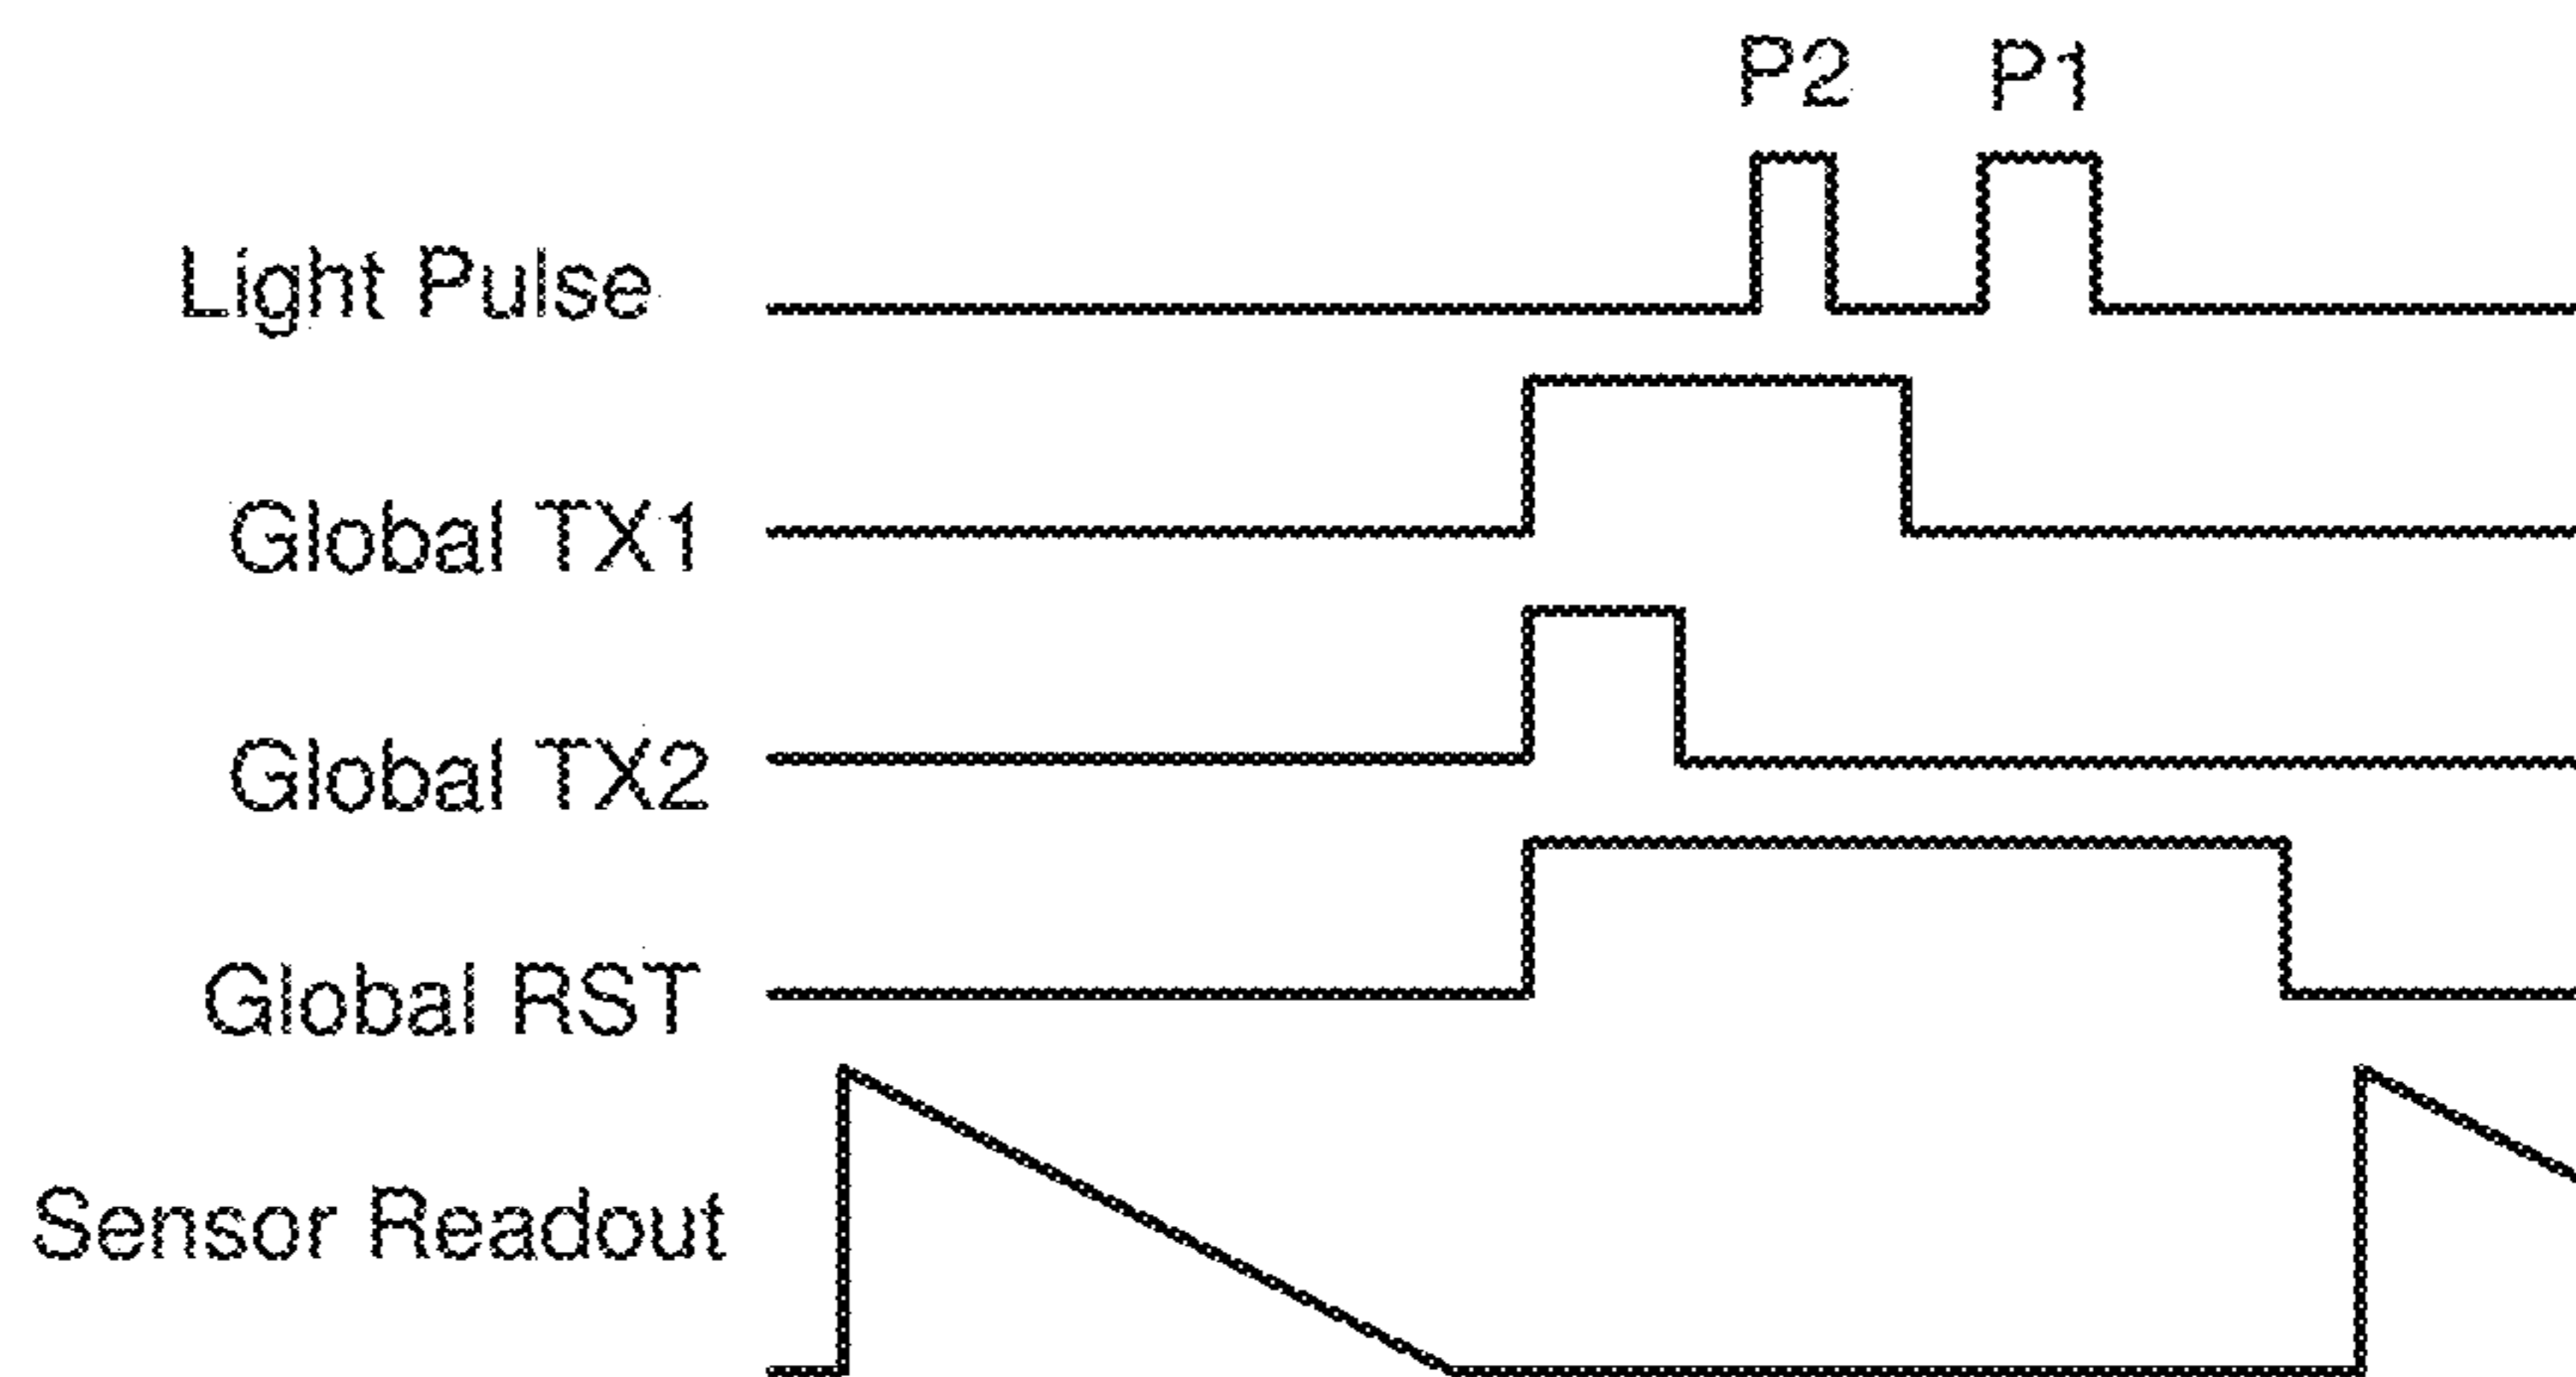 P2 P1
Light Pulse
Global TX1
Global TX2
Global RST
Sensor Readout